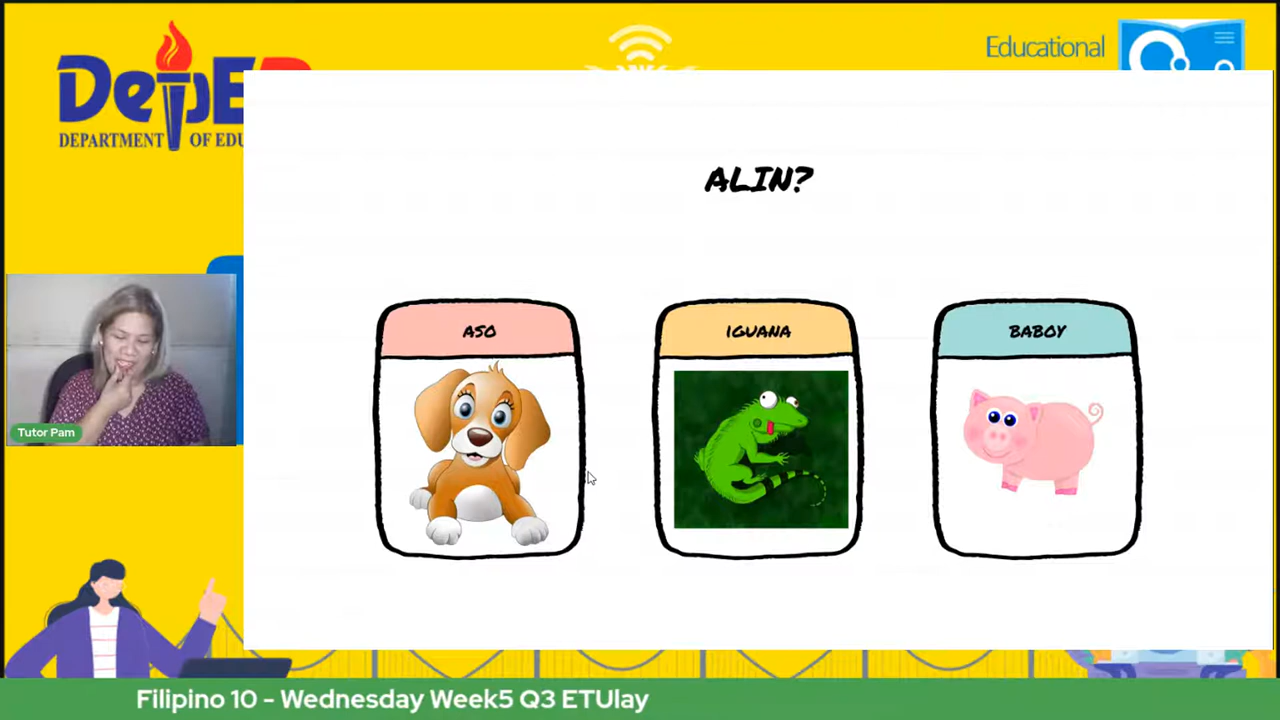 DepED
DEPARTMENT OF EDU
Educational
ALIN?
ASO
IGUANA
BABOY
Tutor Pam
Filipino 10 - Wednesday Week5 Q3 ETUlay